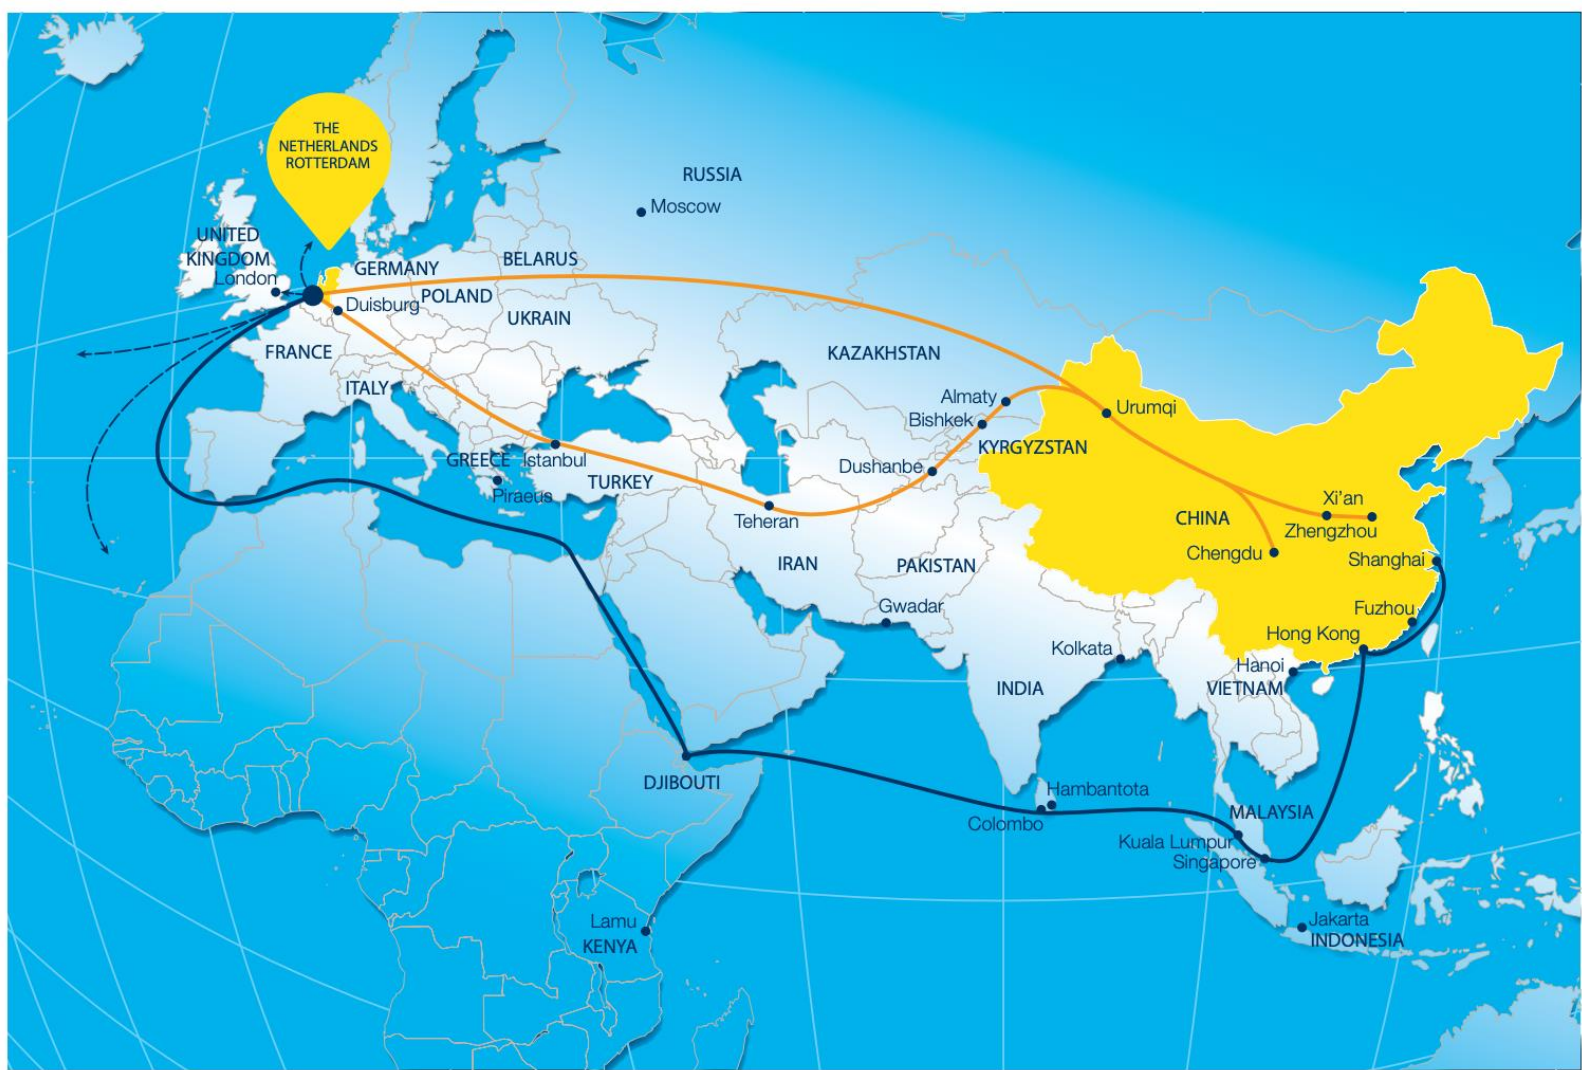 THE
NETHERLANDS
ROTTERDAM
RUSSIA
Moscow
UNITED
KINGDOM
London
GERMANY
BELARUS
Duisburg
POLAND
UKRAIN
FRANCE
KAZAKHSTAN
ITALY
Almaty
Urumqi
Bishkek
KYRGYZSTAN
GREECE
Istanbul
Dushanbe
TURKEY
Piraeus
Xi'an
Teheran
CHINA
Zhengzhou
Chengdu
Shanghai
IRAN
PAKISTAN
Gwadar
Fuzhou
Hong Kong
Kolkata
Hanoi
INDIA
VIETNAM
DJIBOUTI
Hambantota
Colombo
MALAYSIA
Kuala Lumpur
Singapore
Lamu
KENYA
Jakarta
INDONESIA